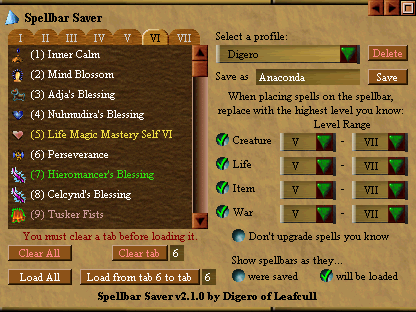 Spellbar Saver
I II III IV V VI VII
(1) Inner Calm
(2) Mind Blossom
(3) Adja's Blessing
(4) Nuhmudira's Blessing
(5) Life Magic Mastery Self VI
(6) Perseverance
(7) Hieromancer's Blessing
(8) Celcynd's Blessing
(9) Tusker Fists
You must clear a tab before loading it.
Clear All Clear tab 6
Load All Load from tab 6 to tab 6
Select a profile:
Digero Delete
Save as Anaconda Save
When placing spells on the spellbar,
replace with the highest level you know:
Level Range
Creature V - VII
Life V - VII
Item V - VII
War V - VII
Don't upgrade spells you know
Show spellbars as they...
were saved will be loaded
Spellbar Saver v2.1.0 by Digero of Leafcull